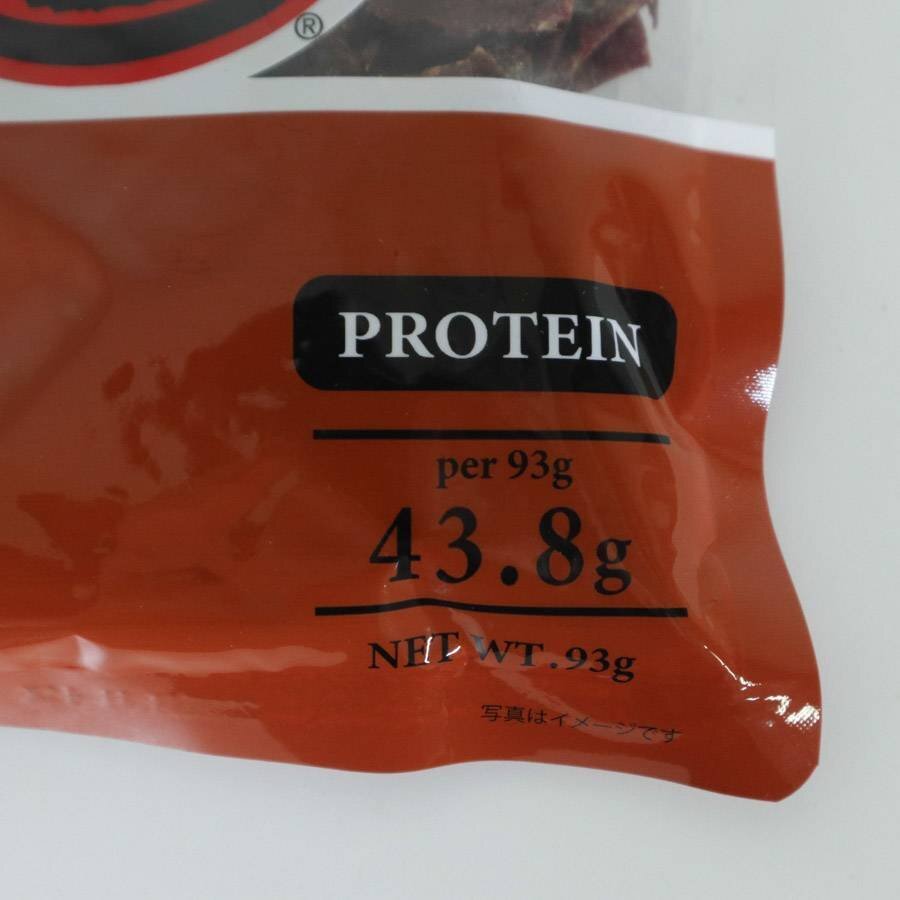 ®
PROTEIN
per 93g
43.8g
NET WT.93g
写真はイメージです